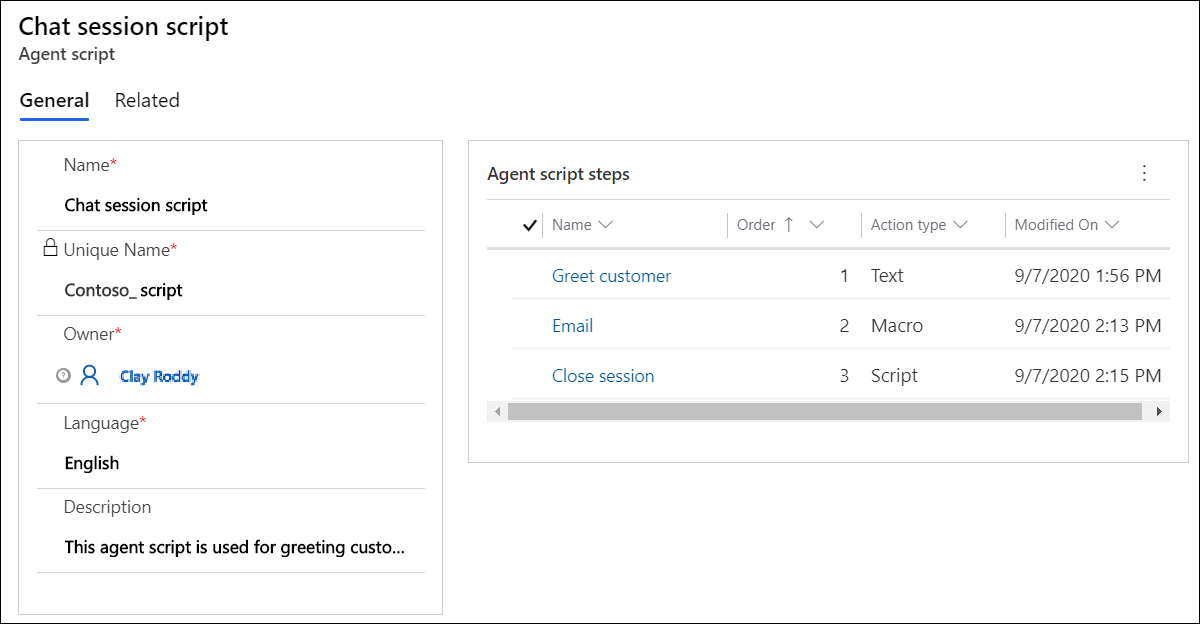 Chat session script
Agent script
General Related
Name*
Chat session script
Unique Name*
Contoso_ script
Owner*
Clay Roddy
Language*
English
Description
This agent script is used for greeting custo...
Agent script steps
Name Order Action type Modified On
Greet customer 1 Text 9/7/2020 1:56 PM
Email 2 Macro 9/7/2020 2:13 PM
Close session 3 Script 9/7/2020 2:15 PM